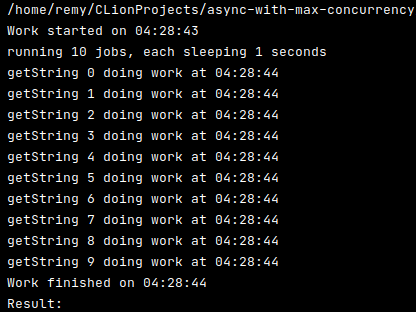 /home/remy/CLionProjects/async-with-max-concurrency
Work started on 04:28:43
running 10 jobs, each sleeping 1 seconds
getString 0 doing work at 04:28:44
getString 1 doing work at 04:28:44
getString 2 doing work at 04:28:44
getString 3 doing work at 04:28:44
getString 4 doing work at 04:28:44
getString 5 doing work at 04:28:44
getString 6 doing work at 04:28:44
getString 7 doing work at 04:28:44
getString 8 doing work at 04:28:44
getString 9 doing work at 04:28:44
Work finished on 04:28:44
Result: